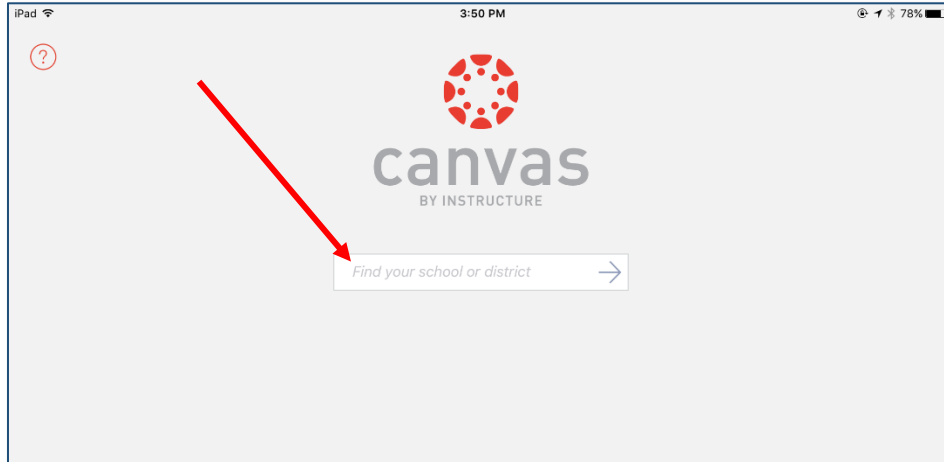 iPad 3:50 PM 78%
?
canvas
BY INSTRUCTURE
Find your school or district